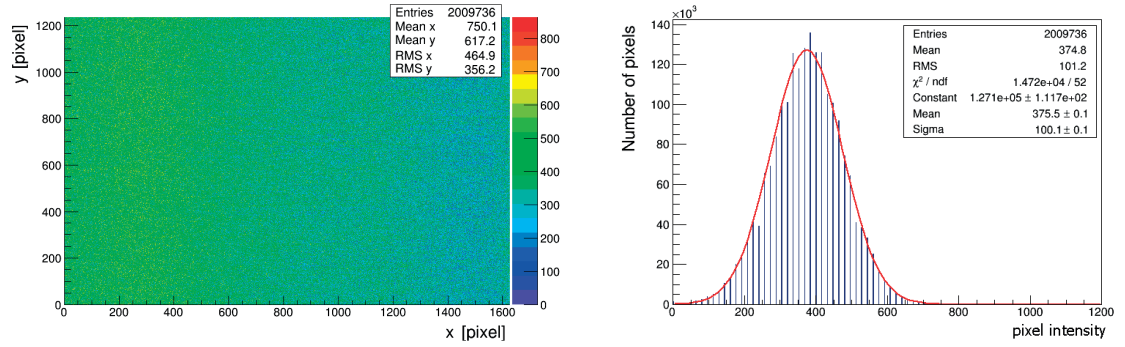 Entries 2009736
Mean x 750.1
Mean y 617.2
RMS x 464.9
RMS y 356.2
y [pixel]
1200
1000
800
600
400
200
0
0 200 400 600 800 1000 1200 1400 1600
x [pixel]
800
700
600
500
400
300
200
100
0
×10³
Number of pixels
140
120
100
80
60
40
20
0
0 200 400 600 800 1000 1200
pixel intensity
Entries 2009736
Mean 374.8
RMS 101.2
χ² / ndf 1.472e+04 / 52
Constant 1.271e+05 ± 1.117e+02
Mean 375.5 ± 0.1
Sigma 100.1 ± 0.1